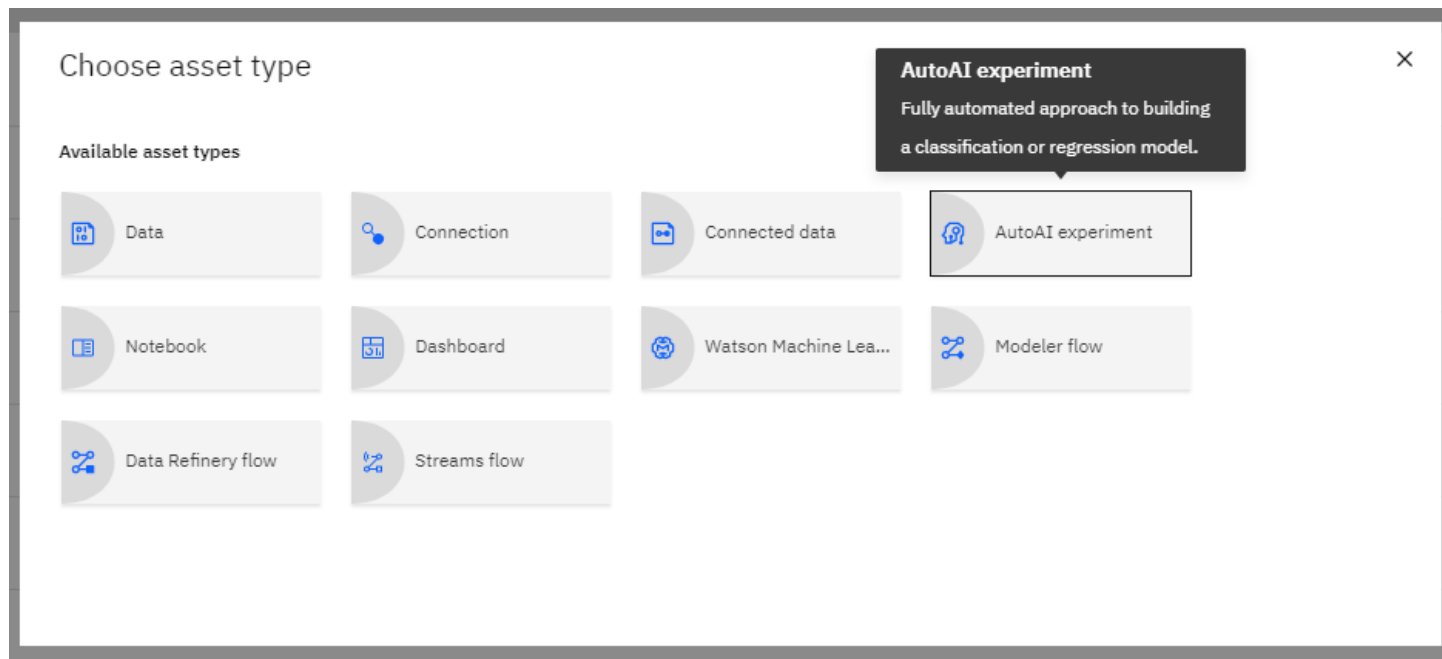 Choose asset type
AutoAI experiment
Fully automated approach to building
a classification or regression model.
Available asset types
Data
Connection
Connected data
AutoAI experiment
Notebook
Dashboard
Watson Machine Lea...
Modeler flow
Data Refinery flow
Streams flow